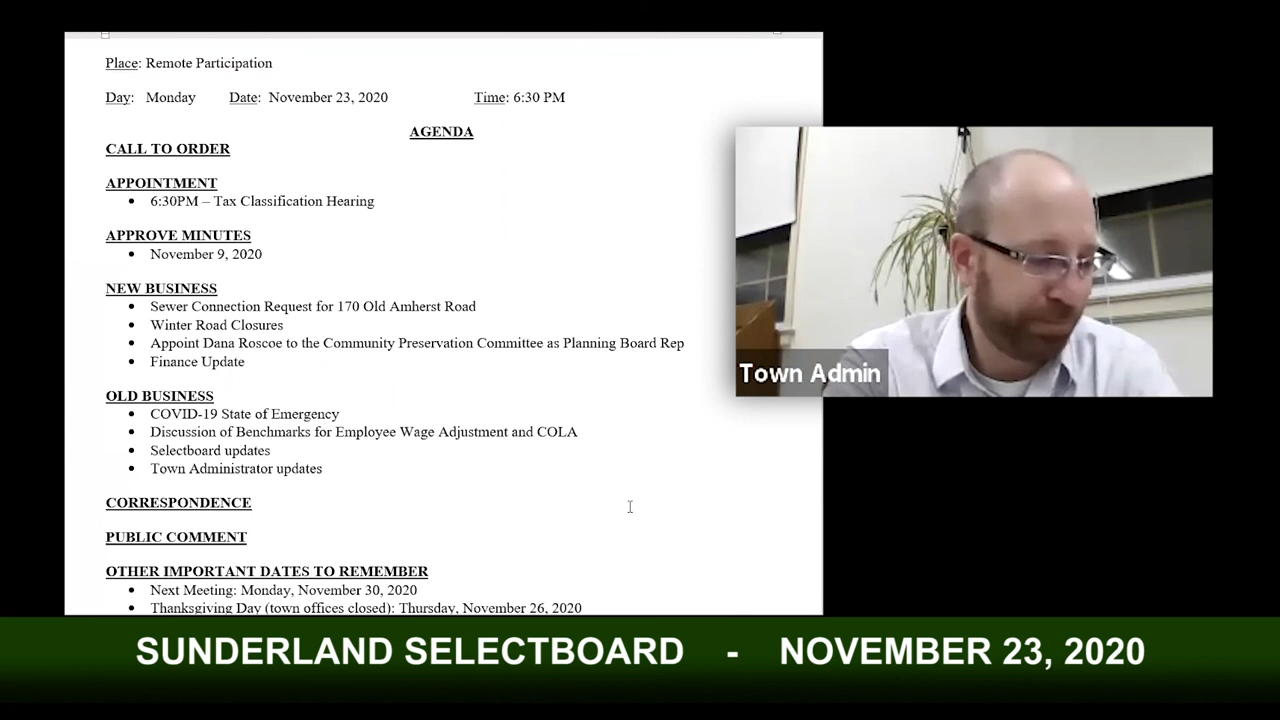 Place: Remote Participation
Day: Monday Date: November 23, 2020 Time: 6:30 PM
AGENDA
CALL TO ORDER
APPOINTMENT
• 6:30PM – Tax Classification Hearing
APPROVE MINUTES
• November 9, 2020
NEW BUSINESS
• Sewer Connection Request for 170 Old Amherst Road
• Winter Road Closures
• Appoint Dana Roscoe to the Community Preservation Committee as Planning Board Rep
• Finance Update
OLD BUSINESS
• COVID-19 State of Emergency
• Discussion of Benchmarks for Employee Wage Adjustment and COLA
• Selectboard updates
• Town Administrator updates
CORRESPONDENCE
PUBLIC COMMENT
OTHER IMPORTANT DATES TO REMEMBER
• Next Meeting: Monday, November 30, 2020
• Thanksgiving Day (town offices closed): Thursday, November 26, 2020
Town Admin
SUNDERLAND SELECTBOARD - NOVEMBER 23, 2020